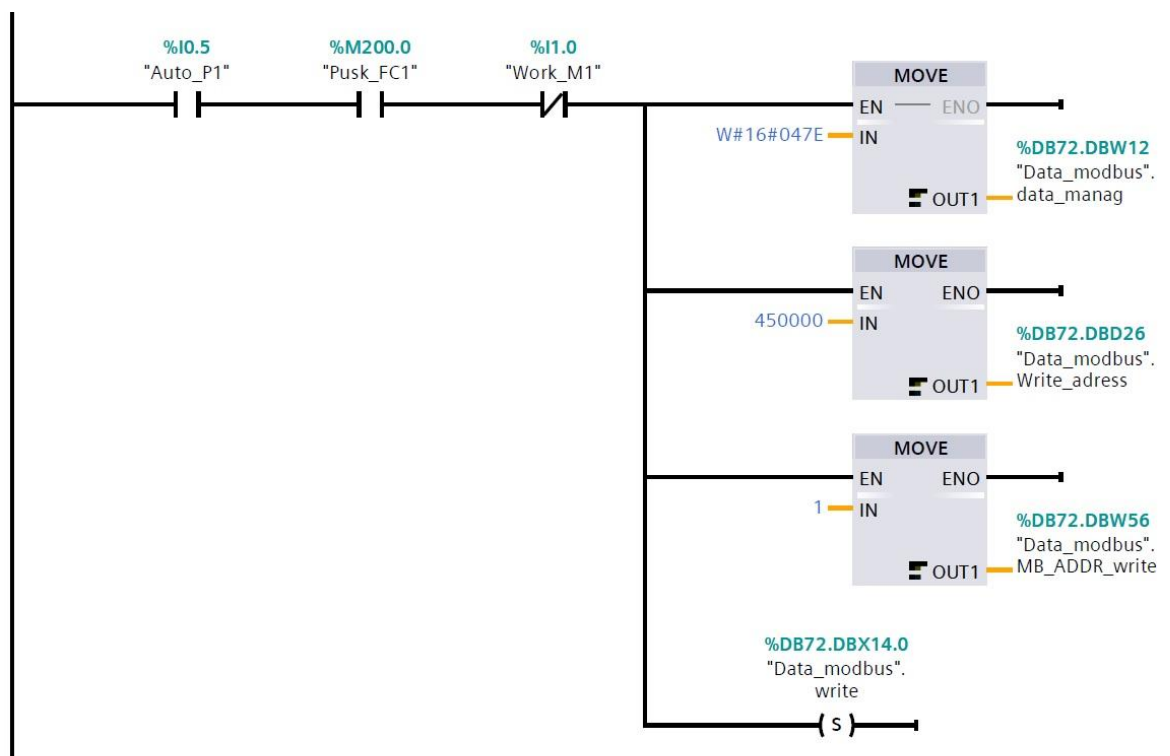 %I0.5
"Auto_P1"
%M200.0
"Pusk_FC1"
%I1.0
"Work_M1"
MOVE
EN
ENO
W#16#047E
IN
%DB72.DBW12
"Data_modbus".
data_manag
OUT1
MOVE
EN
ENO
450000
IN
%DB72.DBD26
"Data_modbus".
Write_adress
OUT1
MOVE
EN
ENO
1
IN
%DB72.DBW56
"Data_modbus".
MB_ADDR_write
OUT1
%DB72.DBX14.0
"Data_modbus".
write
S